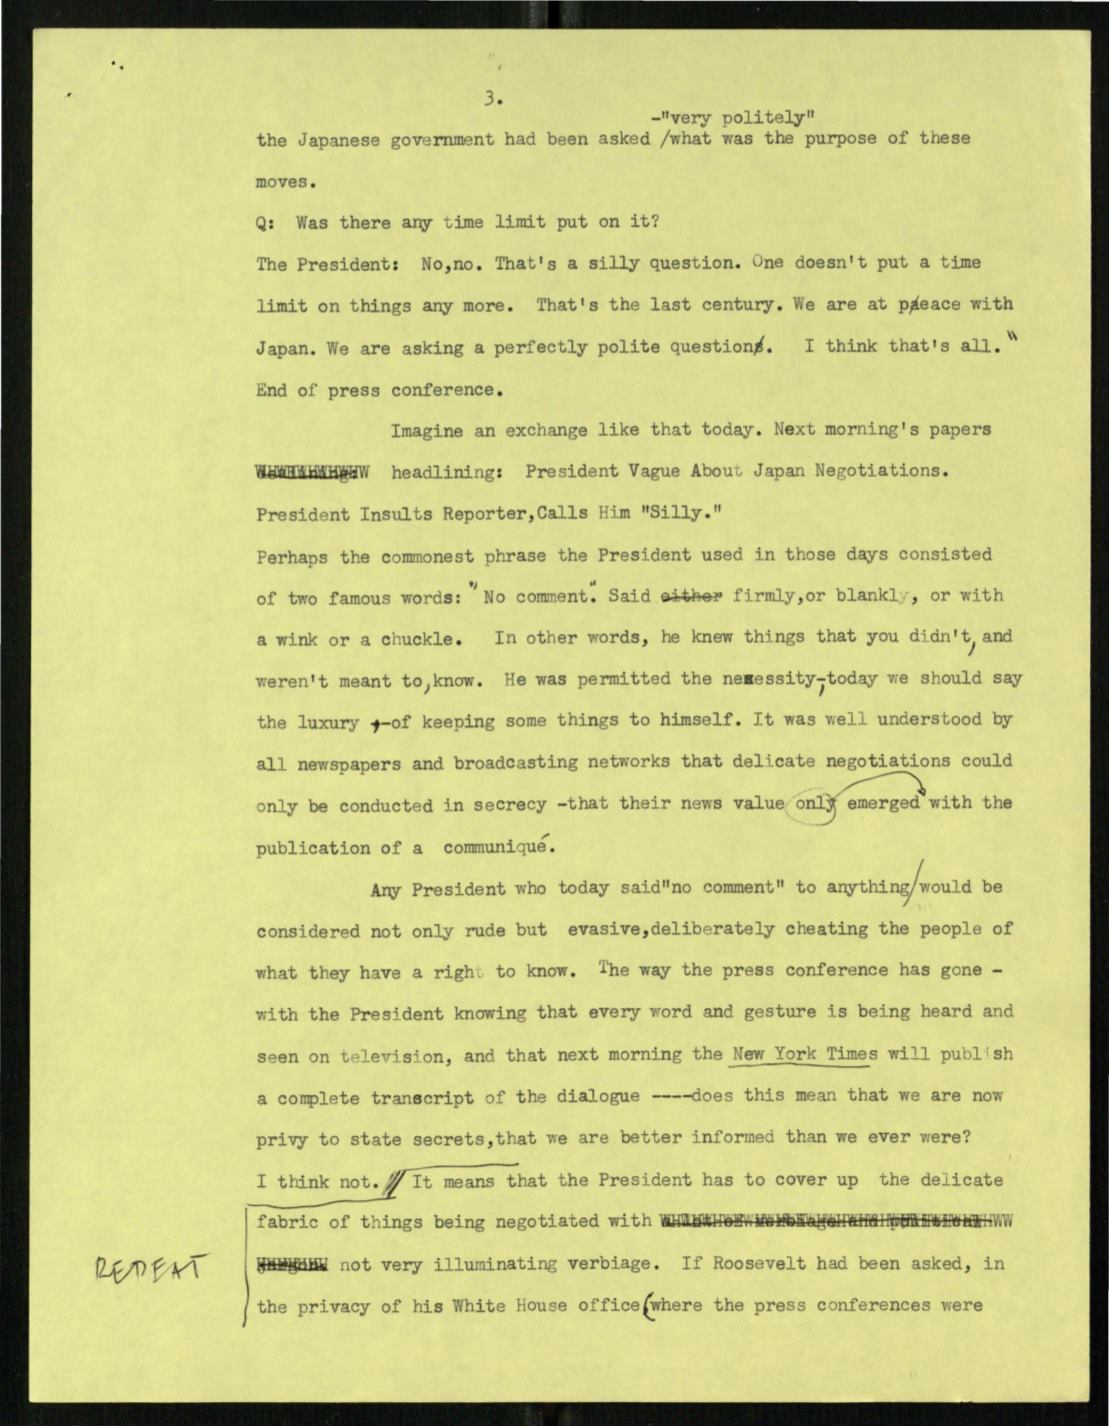 3.
-"very politely"
the Japanese government had been asked /what was the purpose of these
moves.
Q: Was there any time limit put on it?
The President: No,no. That's a silly question. One doesn't put a time
limit on things any more. That's the last century. We are at peace with
Japan. We are asking a perfectly polite question. I think that's all."
End of press conference.
Imagine an exchange like that today. Next morning's papers
headlining: President Vague About Japan Negotiations.
President Insults Reporter,Calls Him "Silly."
Perhaps the commonest phrase the President used in those days consisted
of two famous words: "No comment". Said either firmly,or blankly, or with
a wink or a chuckle. In other words, he knew things that you didn't, and
weren't meant to,know. He was permitted the necessity-,today we should say
the luxury ,-of keeping some things to himself. It was well understood by
all newspapers and broadcasting networks that delicate negotiations could
only be conducted in secrecy -that their news value only emerged with the
publication of a communiqué.
Any President who today said"no comment" to anything/would be
considered not only rude but evasive,deliberately cheating the people of
what they have a right to know. The way the press conference has gone -
with the President knowing that every word and gesture is being heard and
seen on television, and that next morning the New York Times will publish
a complete transcript of the dialogue ----does this mean that we are now
privy to state secrets,that we are better informed than we ever were?
I think not. // It means that the President has to cover up the delicate
fabric of things being negotiated with
REPEAT
not very illuminating verbiage. If Roosevelt had been asked, in
the privacy of his White House office(where the press conferences were